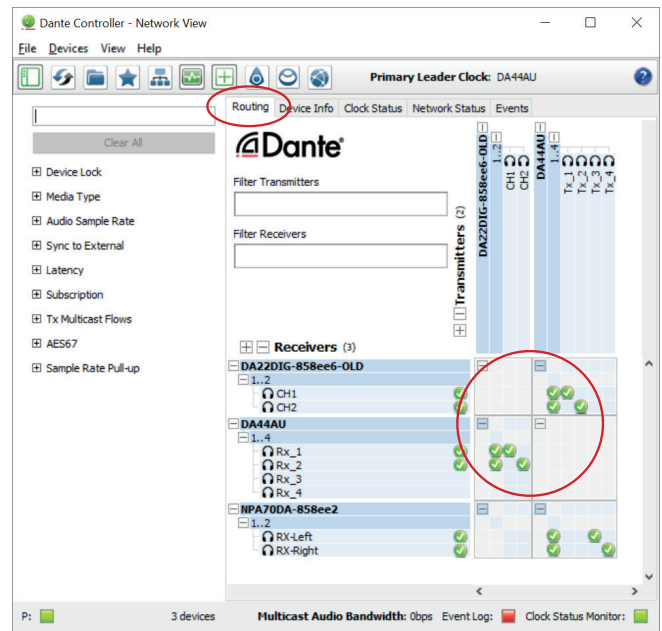 Dante Controller - Network View
File Devices View Help
Primary Leader Clock: DA44AU
?
Routing Device Info Clock Status Network Status Events
Clear All
Device Lock
Media Type
Audio Sample Rate
Sync to External
Latency
Subscription
Tx Multicast Flows
AES67
Sample Rate Pull-up
Dante®
Filter Transmitters
Filter Receivers
Transmitters (2)
DA22DIG-858ee6-OLD
1..2
CH1
CH2
DA44AU
1..4
Tx_1
Tx_2
Tx_3
Tx_4
Receivers (3)
DA22DIG-858ee6-OLD
1..2
CH1
CH2
DA44AU
1..4
Rx_1
Rx_2
Rx_3
Rx_4
NPA70DA-858ee2
1..2
RX-Left
RX-Right
P: 3 devices Multicast Audio Bandwidth: 0bps Event Log: Clock Status Monitor: